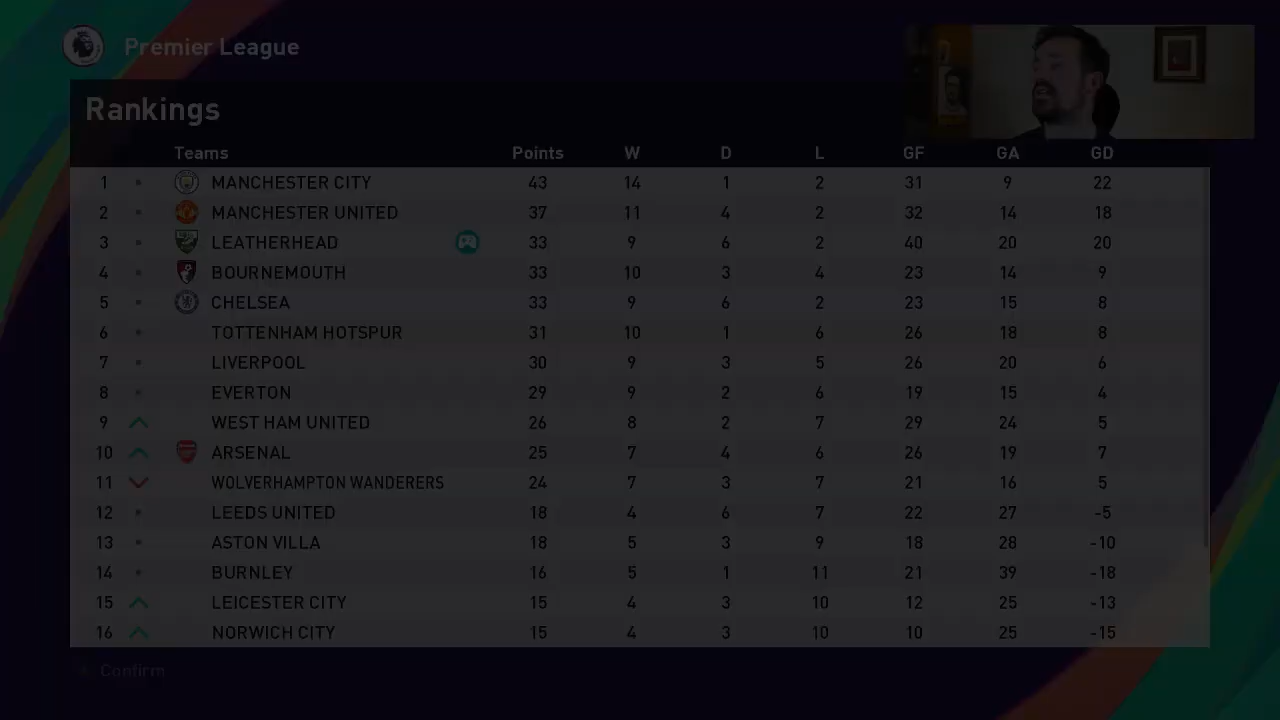 Premier League
Rankings
Teams Points W D L GF GA GD
1 MANCHESTER CITY 43 14 1 2 31 9 22
2 MANCHESTER UNITED 37 11 4 2 32 14 18
3 LEATHERHEAD 33 9 6 2 40 20 20
4 BOURNEMOUTH 33 10 3 4 23 14 9
5 CHELSEA 33 9 6 2 23 15 8
6 TOTTENHAM HOTSPUR 31 10 1 6 26 18 8
7 LIVERPOOL 30 9 3 5 26 20 6
8 EVERTON 29 9 2 6 19 15 4
9 WEST HAM UNITED 26 8 2 7 29 24 5
10 ARSENAL 25 7 4 6 26 19 7
11 WOLVERHAMPTON WANDERERS 24 7 3 7 21 16 5
12 LEEDS UNITED 18 4 6 7 22 27 -5
13 ASTON VILLA 18 5 3 9 18 28 -10
14 BURNLEY 16 5 1 11 21 39 -18
15 LEICESTER CITY 15 4 3 10 12 25 -13
16 NORWICH CITY 15 4 3 10 10 25 -15
Confirm